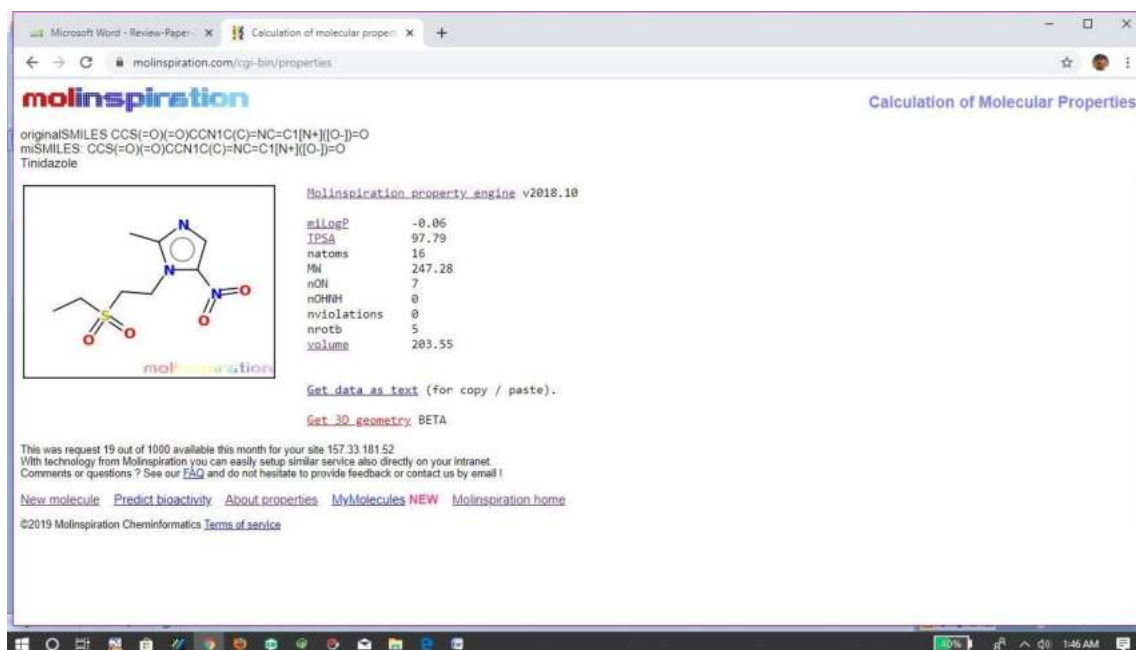 Microsoft Word - Review-Paper-
Calculation of molecular proper
molinspiration.com/cgi-bin/properties
molinspiration
Calculation of Molecular Properties
originalSMILES CCS(=O)(=O)CCN1C(C)=NC=C1[N+]([O-])=O
miSMILES: CCS(=O)(=O)CCN1C(C)=NC=C1[N+]([O-])=O
Tinidazole
Molinspiration property engine v2018.10
miLogP -0.06
TPSA 97.79
natoms 16
MW 247.28
nON 7
nOHNH 0
nviolations 0
nrotb 5
volume 203.55
N
N
N
O
O
S
O
O
molinspiration
Get data as text (for copy / paste).
Get 3D geometry BETA
This was request 19 out of 1000 available this month for your site 157.33.181.52
With technology from Molinspiration you can easily setup similar service also directly on your intranet.
Comments or questions ? See our FAQ and do not hesitate to provide feedback or contact us by email !
New molecule Predict bioactivity About properties MyMolecules NEW Molinspiration home
©2019 Molinspiration Cheminformatics Terms of service
40% 1:46 AM